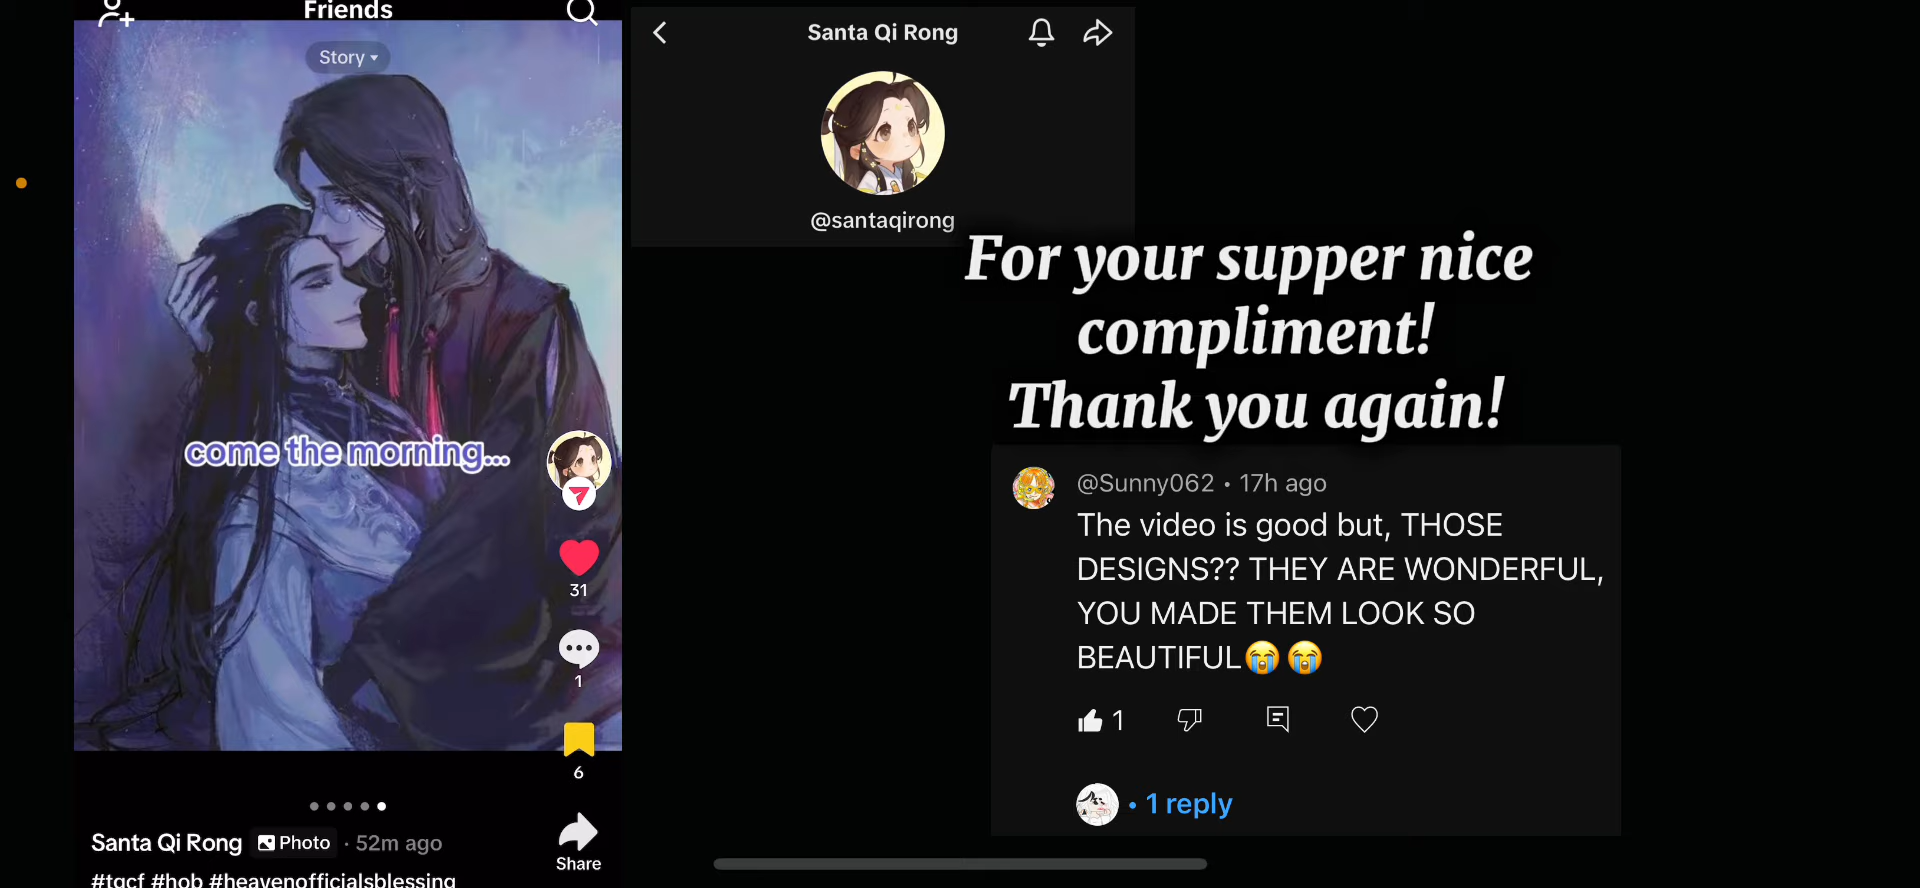 Friends
Story
come the morning...
31
1
6
Share
Santa Qi Rong Photo · 52m ago
#tgcf #hob #heavenofficialsblessing
Santa Qi Rong
@santaqirong
For your supper nice
compliment!
Thank you again!
@Sunny062 • 17h ago
The video is good but, THOSE
DESIGNS?? THEY ARE WONDERFUL,
YOU MADE THEM LOOK SO
BEAUTIFUL😭😭
1
• 1 reply